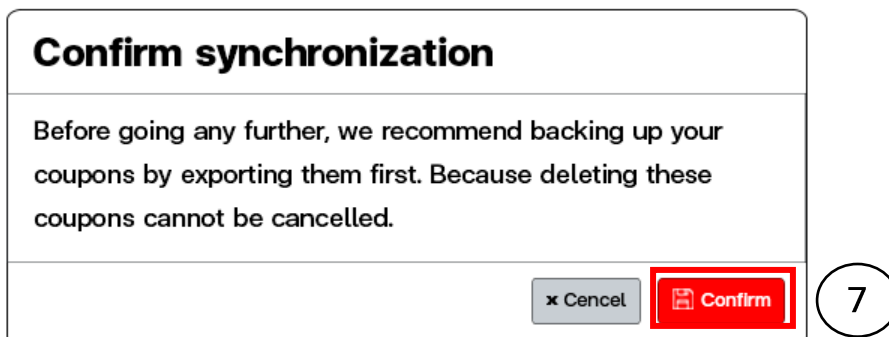 Confirm synchronization
Before going any further, we recommend backing up your
coupons by exporting them first. Because deleting these
coupons cannot be cancelled.
× Cencel Confirm 7